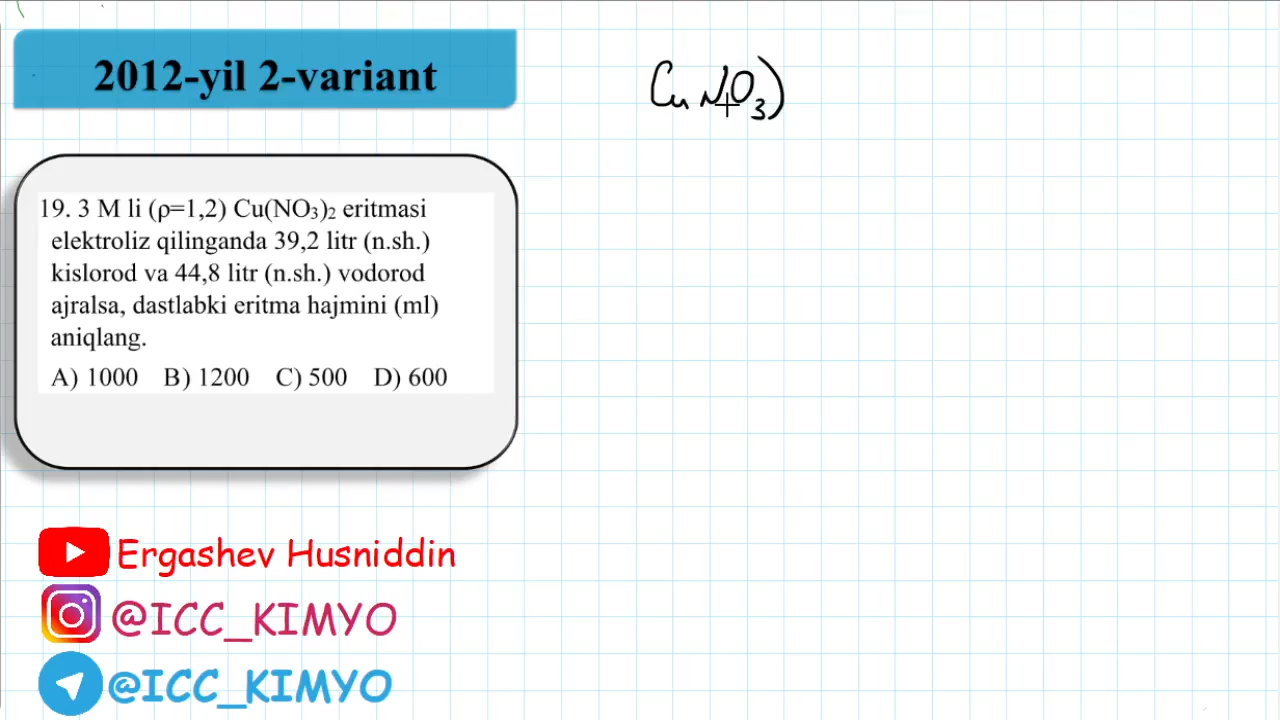 2012-yil 2-variant
Cu NO₃)
19. 3 M li (ρ=1,2) Cu(NO₃)₂ eritmasi
elektroliz qilinganda 39,2 litr (n.sh.)
kislorod va 44,8 litr (n.sh.) vodorod
ajralsa, dastlabki eritma hajmini (ml)
aniqlang.
A) 1000 B) 1200 C) 500 D) 600
Ergashev Husniddin
@ICC_KIMYO
@ICC_KIMYO